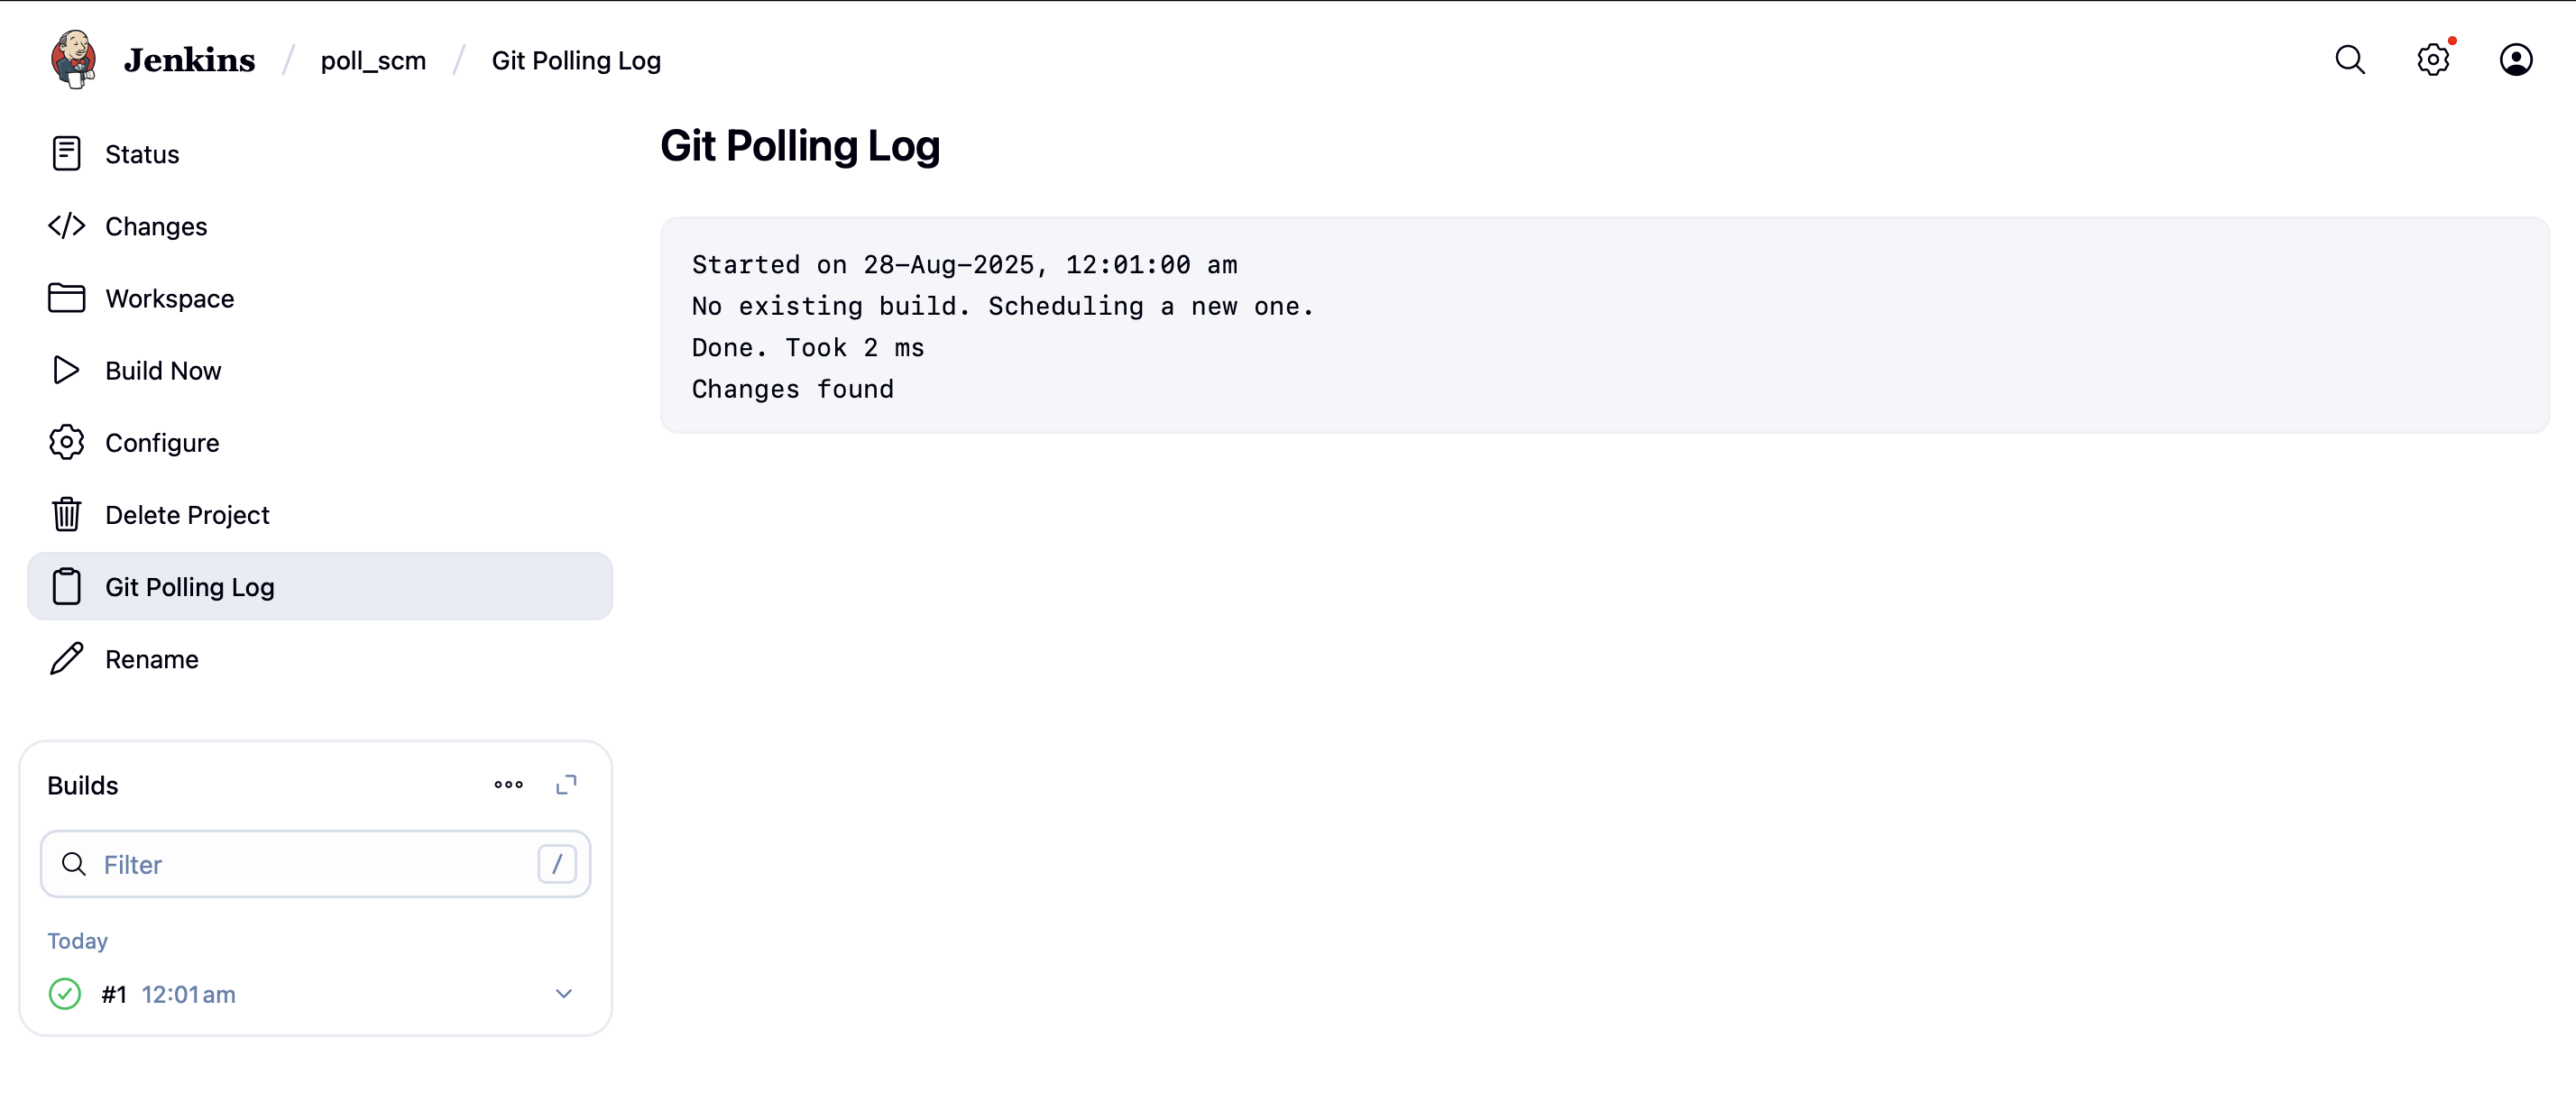 Jenkins / poll_scm / Git Polling Log
Status
Changes
Workspace
Build Now
Configure
Delete Project
Git Polling Log
Rename
Builds
Filter /
Today
#1 12:01 am
Git Polling Log
Started on 28-Aug-2025, 12:01:00 am
No existing build. Scheduling a new one.
Done. Took 2 ms
Changes found